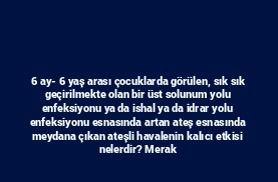 6 ay- 6 yaş arası çocuklarda görülen, sık sık
geçirilmekte olan bir üst solunum yolu
enfeksiyonu ya da ishal ya da idrar yolu
enfeksiyonu esnasında artan ateş esnasında
meydana çıkan ateşli havalenin kalıcı etkisi
nelerdir? Merak